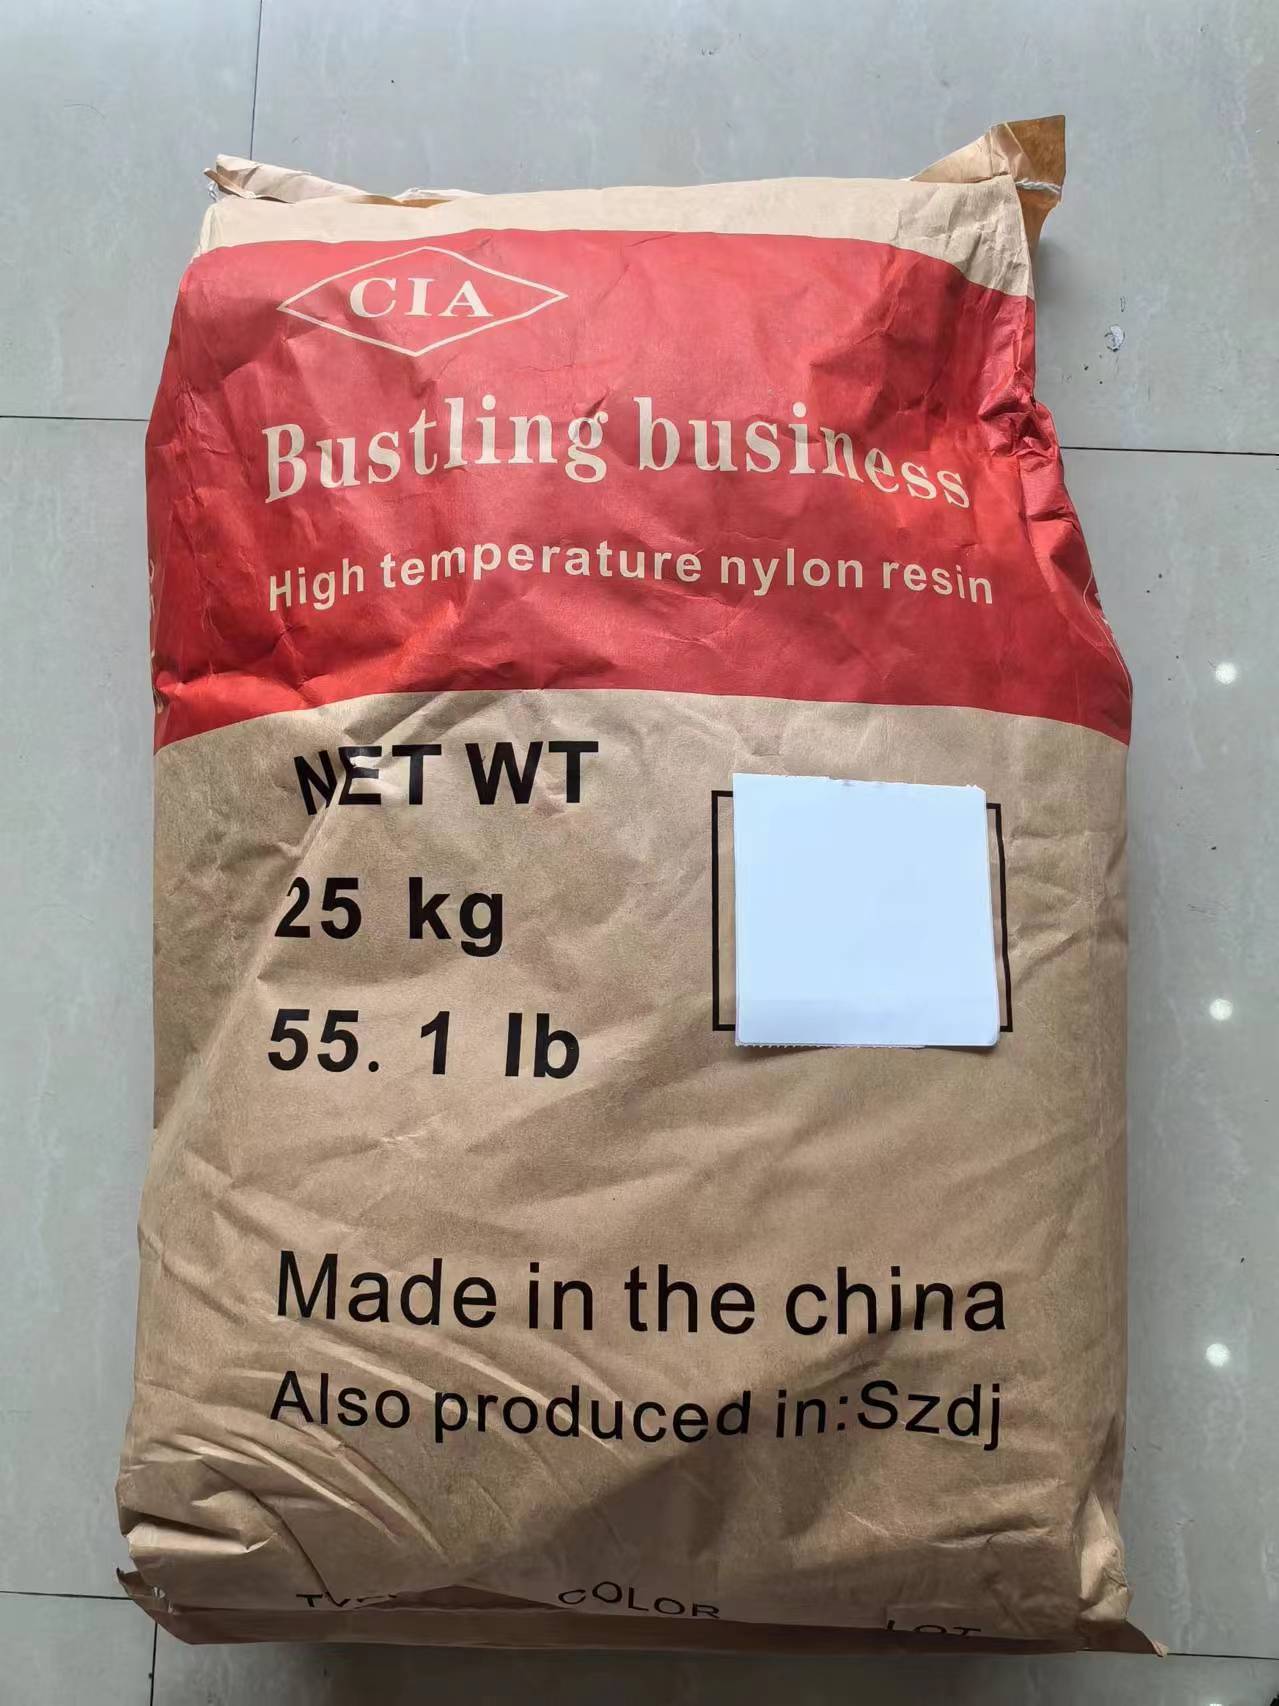 CIA
Bustling business
High temperature nylon resin
NET WT
25 kg
55. 1 lb
Made in the china
Also produced in:Szdj
COLOR
LOT